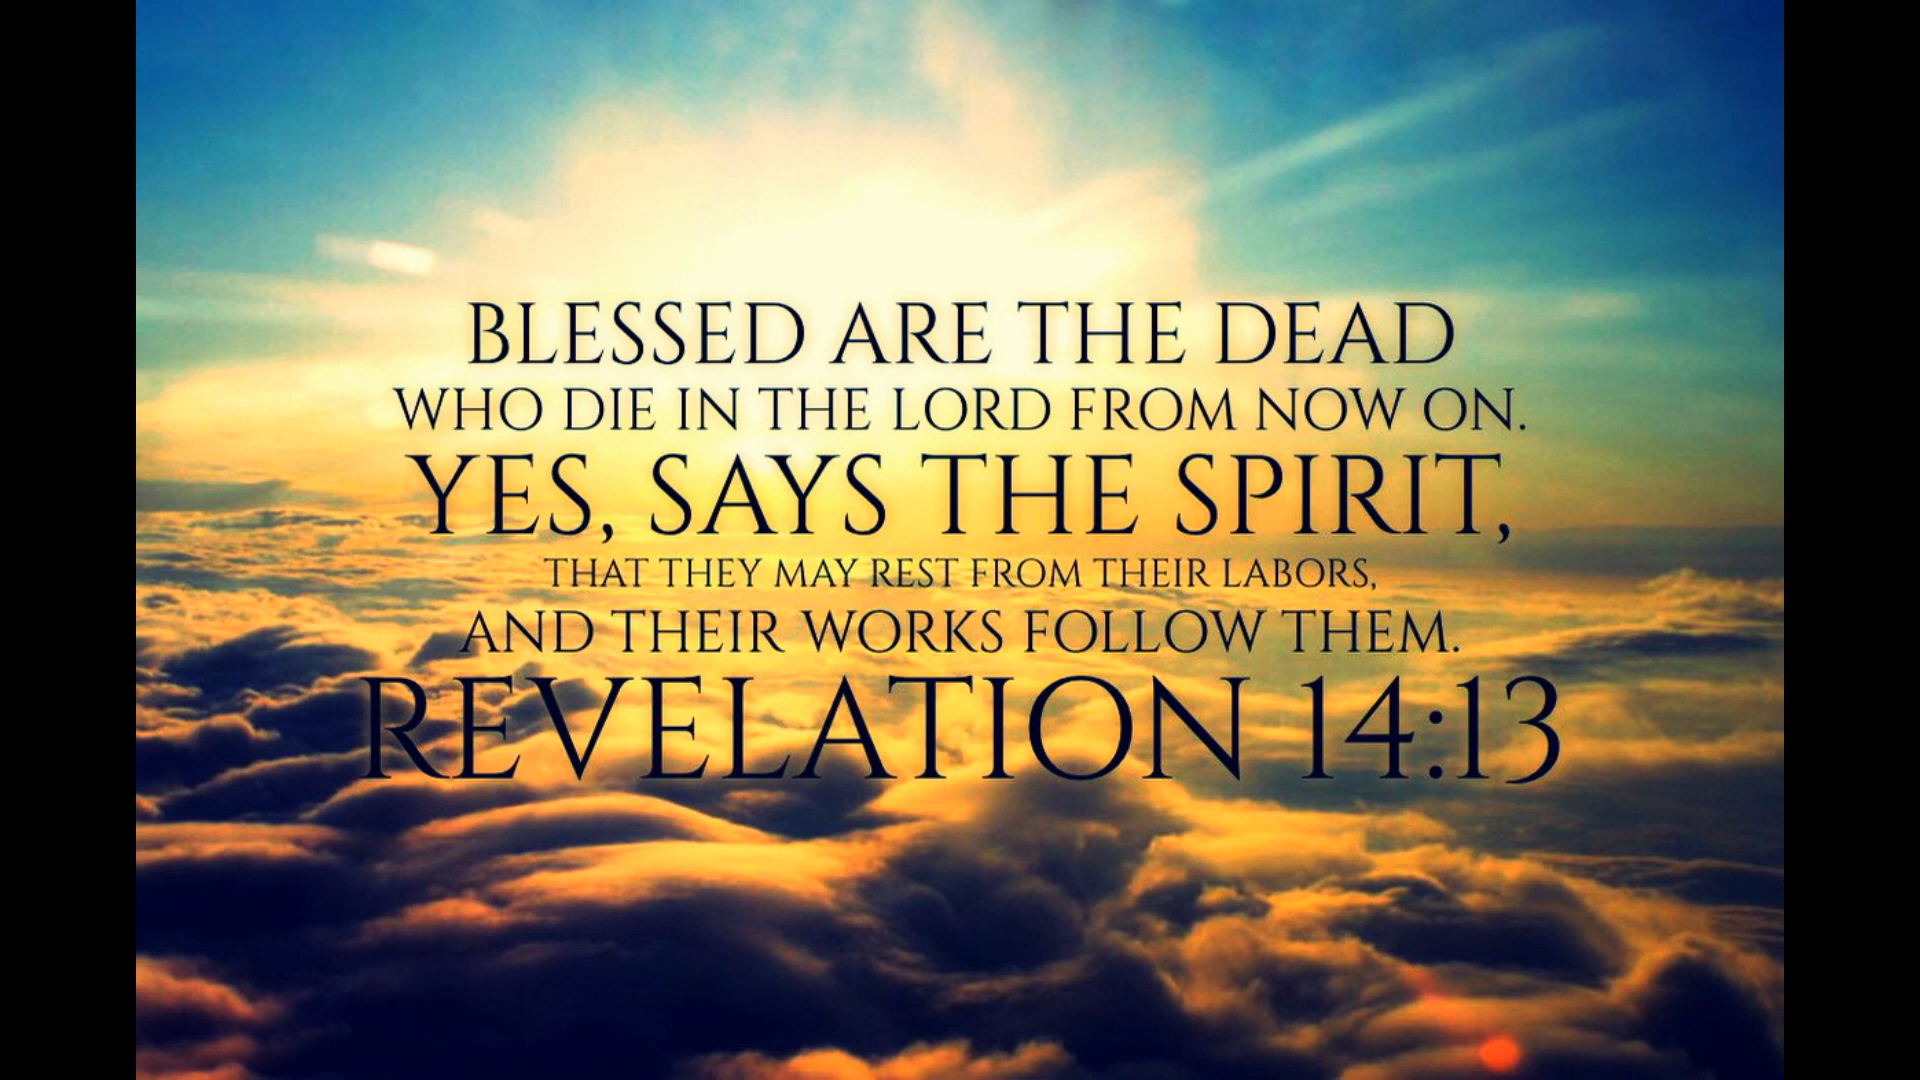 BLESSED ARE THE DEAD
WHO DIE IN THE LORD FROM NOW ON.
YES, SAYS THE SPIRIT,
THAT THEY MAY REST FROM THEIR LABORS,
AND THEIR WORKS FOLLOW THEM.
REVELATION 14:13